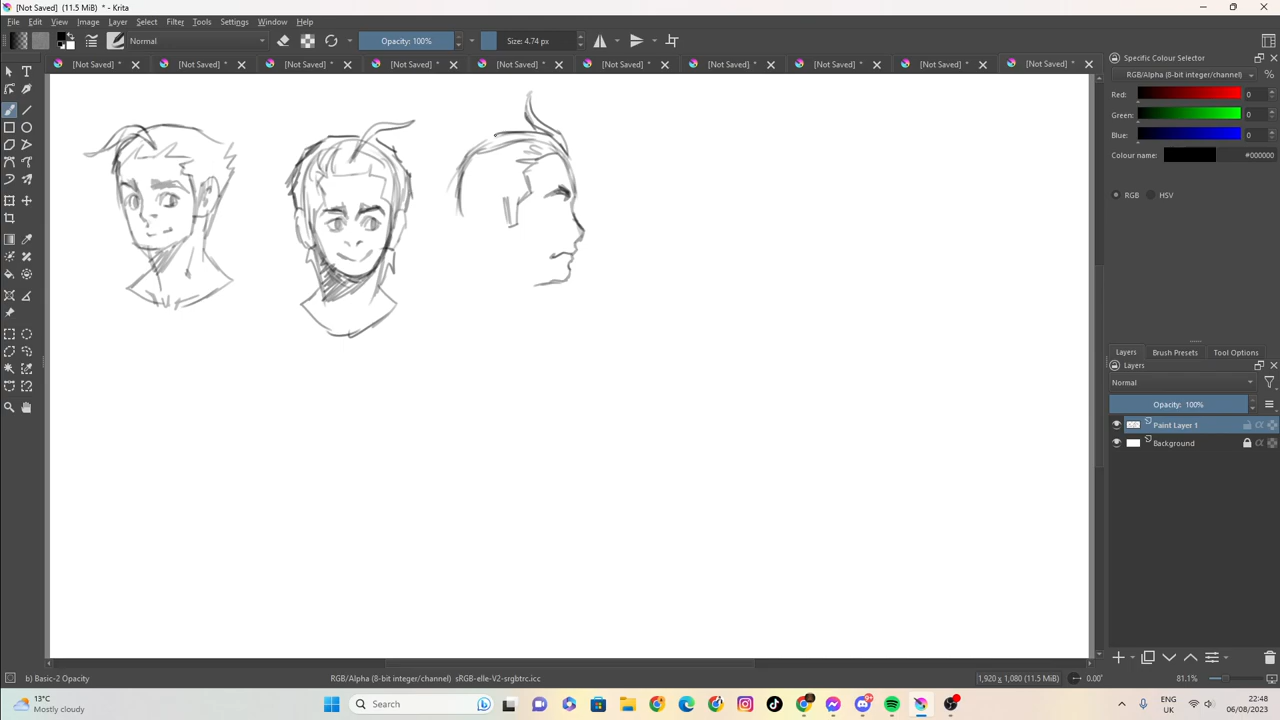 [Not Saved] (11.5 MiB) * - Krita
File Edit View Image Layer Select Filter Tools Settings Window Help
Normal Opacity: 100% Size: 4.74 px
[Not Saved] [Not Saved] [Not Saved] [Not Saved] [Not Saved] [Not Saved] [Not Saved] [Not Saved] [Not Saved] [Not Saved]
Specific Colour Selector
RGB/Alpha (8-bit integer/channel) %
Red: 0
Green: 0
Blue: 0
Colour name: #000000
RGB HSV
Layers Brush Presets Tool Options
Layers
Normal
Opacity: 100%
Paint Layer 1
Background
b) Basic-2 Opacity RGB/Alpha (8-bit integer/channel) sRGB-elle-V2-srgbtrc.icc 1,920 x 1,080 (11.5 MiB) 0.00° 81.1%
13°C
Mostly cloudy
Search
ENG
UK
22:48
06/08/2023